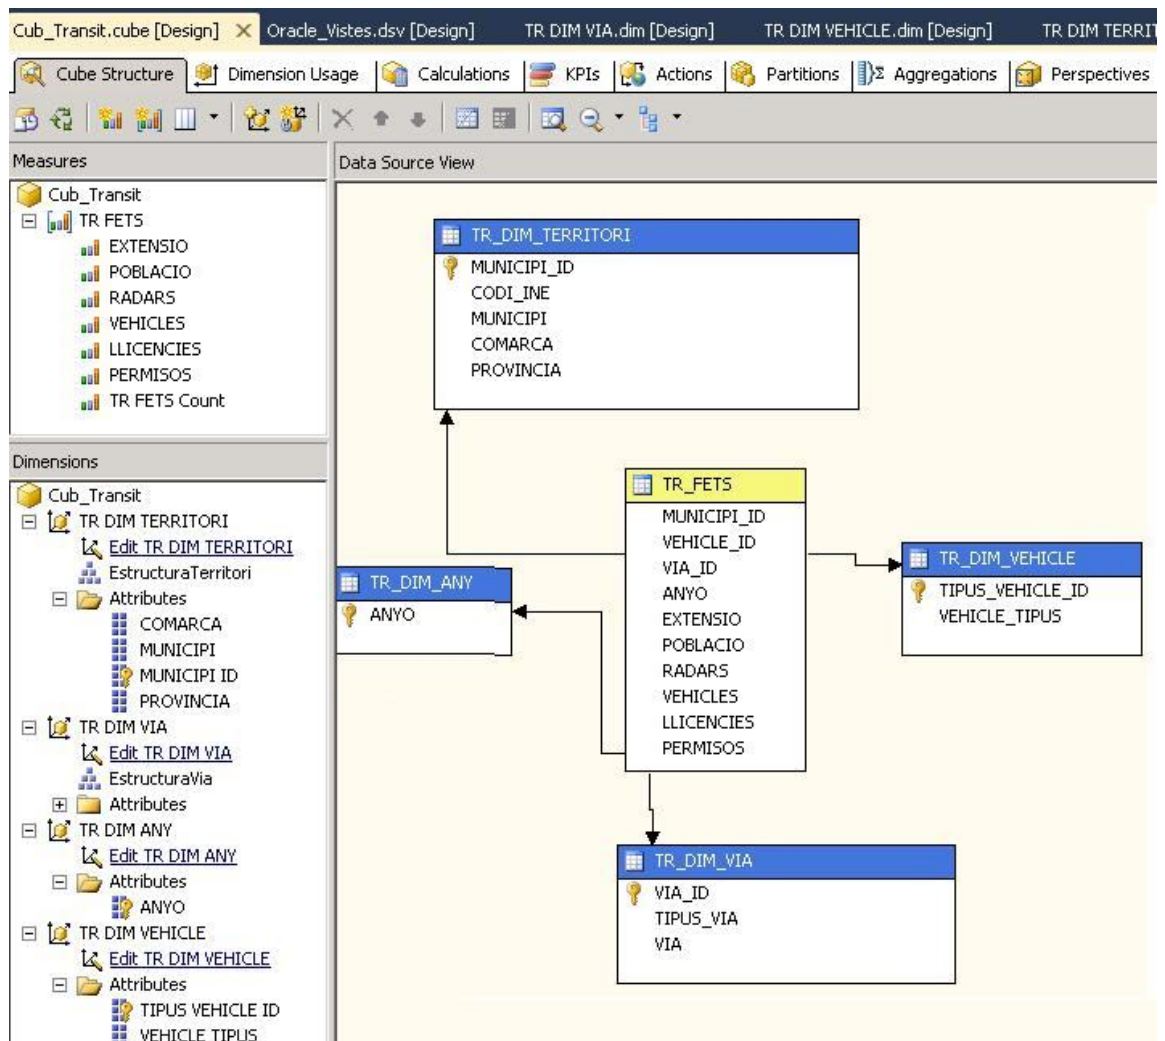 Cub_Transit.cube [Design] Oracle_Vistes.dsv [Design] TR DIM VIA.dim [Design] TR DIM VEHICLE.dim [Design] TR DIM TERRIT
Cube Structure Dimension Usage Calculations KPIs Actions Partitions Aggregations Perspectives
Measures
Cub_Transit
TR FETS
EXTENSIO
POBLACIO
RADARS
VEHICLES
LLICENCIES
PERMISOS
TR FETS Count
Dimensions
Cub_Transit
TR DIM TERRITORI
Edit TR DIM TERRITORI
EstructuraTerritori
Attributes
COMARCA
MUNICIPI
MUNICIPI ID
PROVINCIA
TR DIM VIA
Edit TR DIM VIA
EstructuraVia
Attributes
TR DIM ANY
Edit TR DIM ANY
Attributes
ANYO
TR DIM VEHICLE
Edit TR DIM VEHICLE
Attributes
TIPUS VEHICLE ID
VEHICLE TIPUS
Data Source View
TR_DIM_TERRITORI
MUNICIPI_ID
CODI_INE
MUNICIPI
COMARCA
PROVINCIA
TR_FETS
MUNICIPI_ID
VEHICLE_ID
VIA_ID
ANYO
EXTENSIO
POBLACIO
RADARS
VEHICLES
LLICENCIES
PERMISOS
TR_DIM_ANY
ANYO
TR_DIM_VEHICLE
TIPUS_VEHICLE_ID
VEHICLE_TIPUS
TR_DIM_VIA
VIA_ID
TIPUS_VIA
VIA